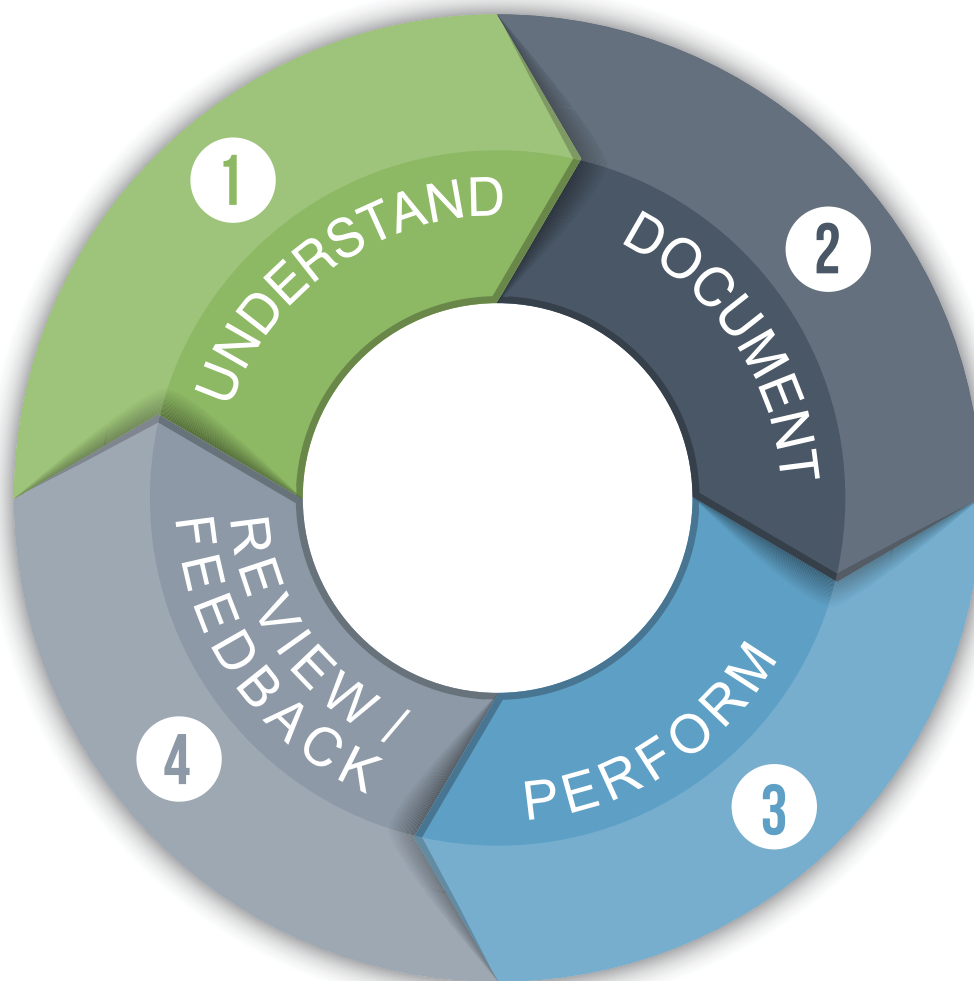 1
UNDERSTAND
2
DOCUMENT
3
PERFORM
4
REVIEW /
FEEDBACK